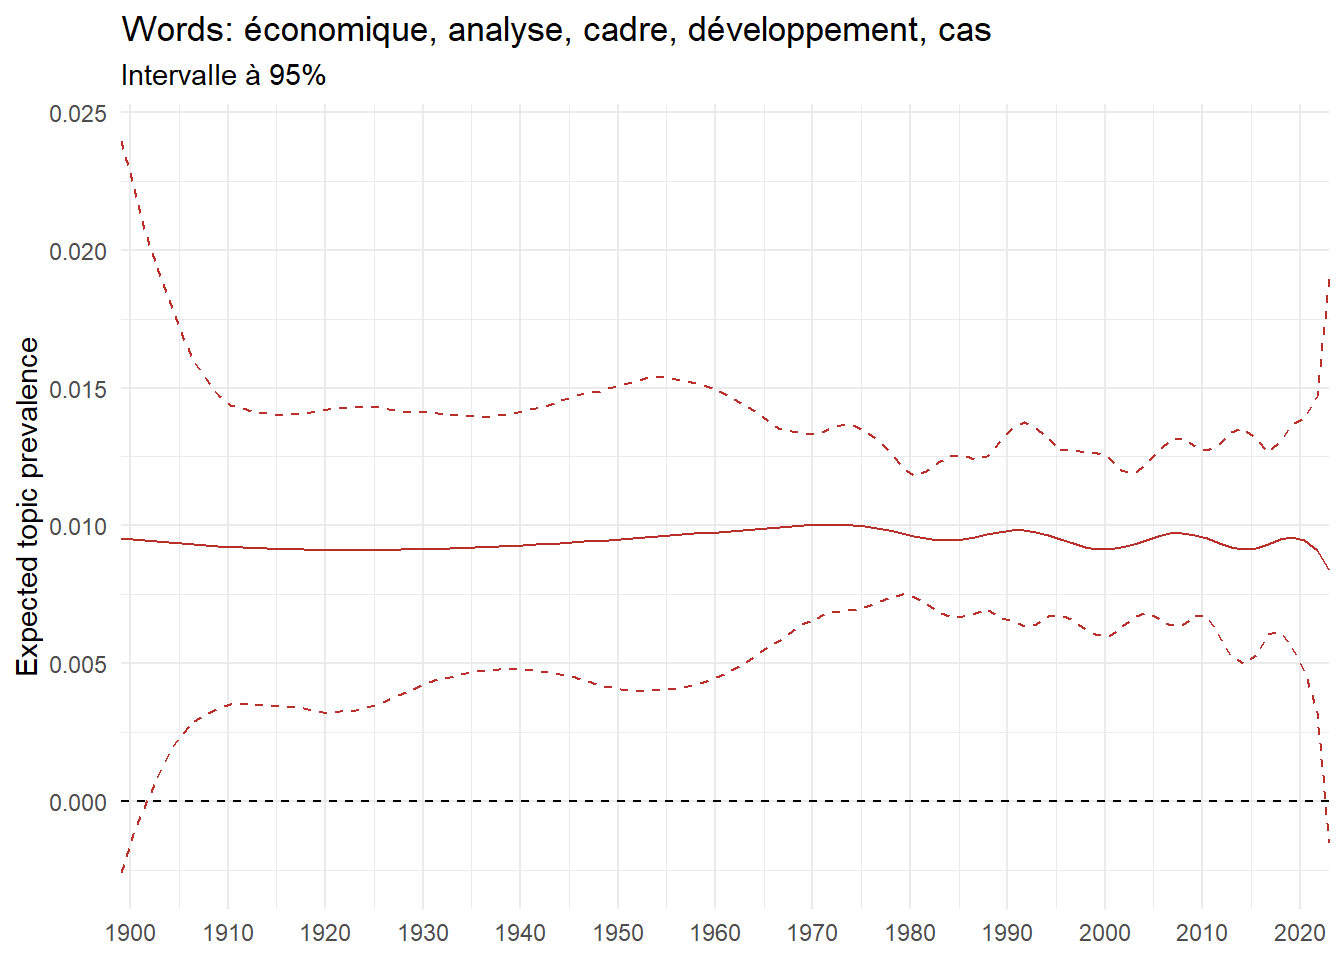 Words: économique, analyse, cadre, développement, cas
Intervalle à 95%
Expected topic prevalence
0.025
0.020
0.015
0.010
0.005
0.000
1900 1910 1920 1930 1940 1950 1960 1970 1980 1990 2000 2010 2020